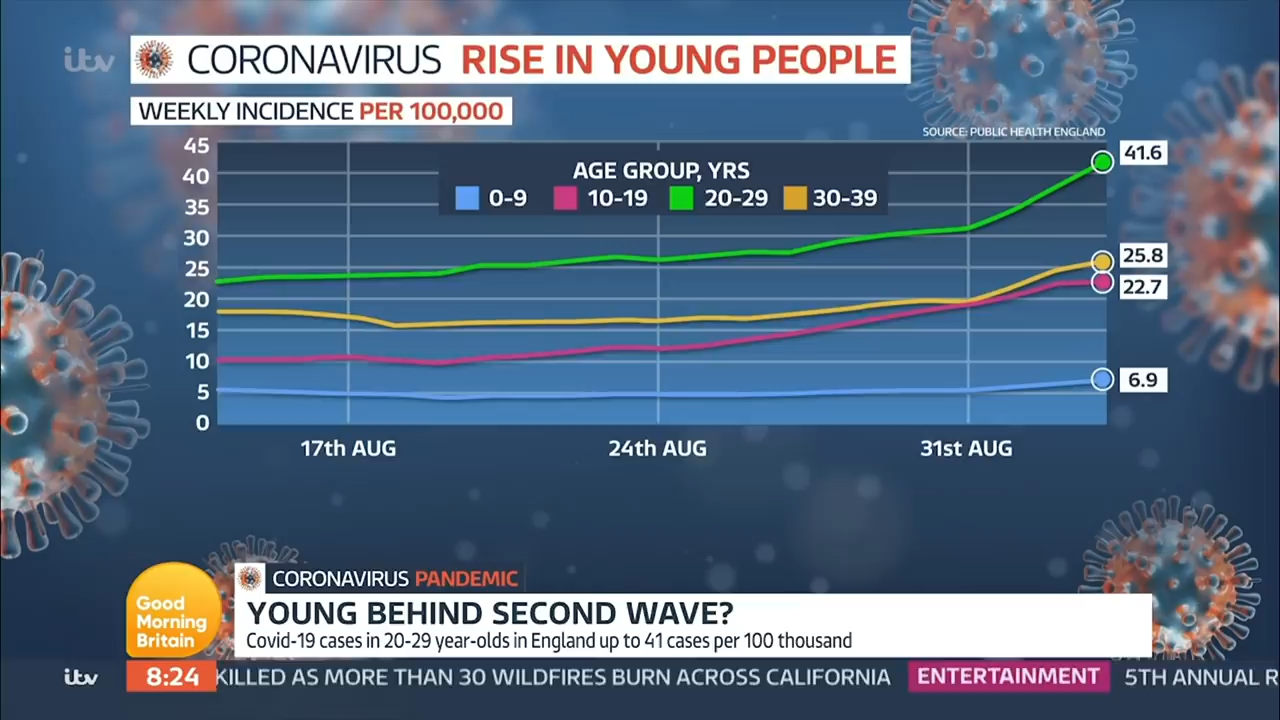 itv
CORONAVIRUS RISE IN YOUNG PEOPLE
WEEKLY INCIDENCE PER 100,000
SOURCE: PUBLIC HEALTH ENGLAND
AGE GROUP, YRS
0-9 10-19 20-29 30-39
45
40
35
30
25
20
15
10
5
0
41.6
25.8
22.7
6.9
17th AUG 24th AUG 31st AUG
CORONAVIRUS PANDEMIC
Good
Morning
Britain
YOUNG BEHIND SECOND WAVE?
Covid-19 cases in 20-29 year-olds in England up to 41 cases per 100 thousand
itv 8:24 KILLED AS MORE THAN 30 WILDFIRES BURN ACROSS CALIFORNIA ENTERTAINMENT 5TH ANNUAL R